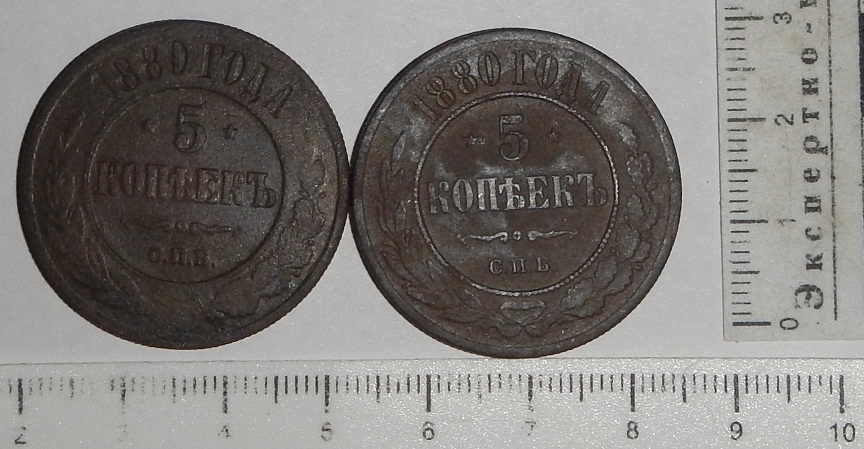 1880 ГОДА
5
КОПѢЕКЪ
С.П.Б.
1880 ГОДА
5
КОПѢЕКЪ
С П Б.
0 1 2 3
Экспертно-
2 3 4 5 6 7 8 9 10